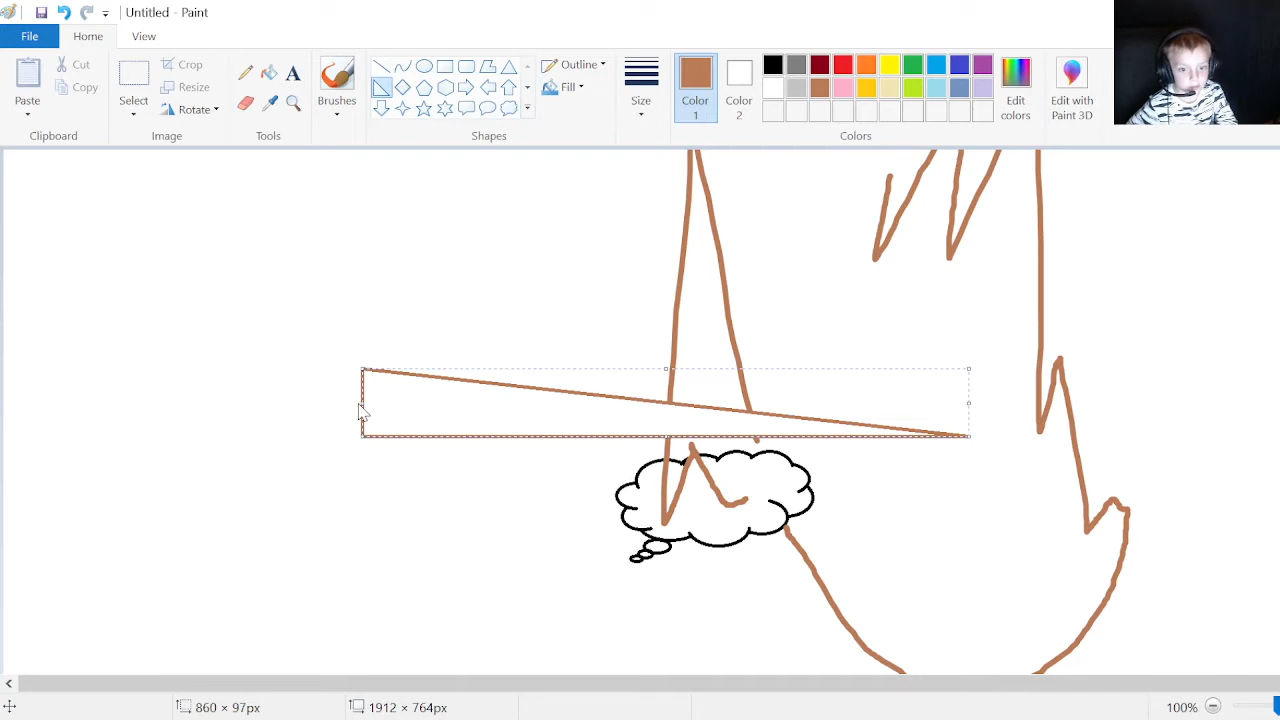 Untitled - Paint
File Home View
Paste Cut Copy
Clipboard
Select Crop Resize Rotate
Image
A
Tools
Brushes
Shapes
Outline Fill
Size
Color 1
Color 2
Colors
Edit colors
Edit with Paint 3D
860 × 97px 1912 × 764px 100%